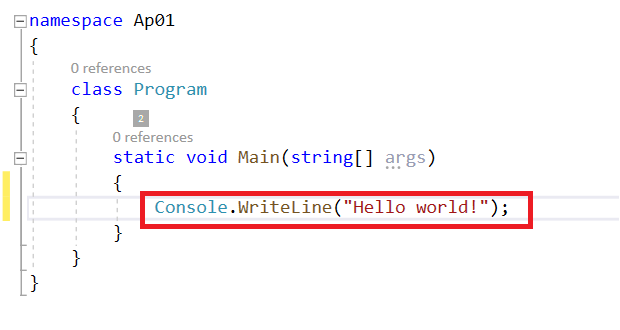 namespace Ap01
{
0 references
class Program
{
2
0 references
static void Main(string[] args)
{
Console.WriteLine("Hello world!");
}
}
}